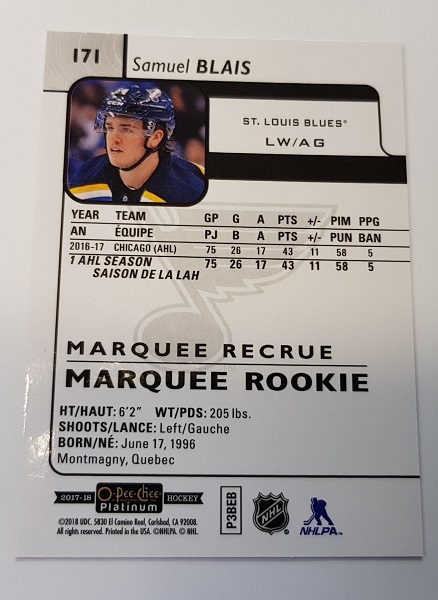 171 Samuel BLAIS
ST. LOUIS BLUES®
LW/AG
YEAR TEAM GP G A PTS +/- PIM PPG
AN ÉQUIPE PJ B A PTS +/- PUN BAN
2016-17 CHICAGO (AHL) 75 26 17 43 11 58 5
1 AHL SEASON 75 26 17 43 11 58 5
SAISON DE LA LAH
MARQUEE RECRUE
MARQUEE ROOKIE
HT/HAUT: 6'2" WT/PDS: 205 lbs.
SHOOTS/LANCE: Left/Gauche
BORN/NÉ: June 17, 1996
Montmagny, Quebec
2017-18 O-Pee-Chee Platinum HOCKEY
©2018 UDC. 5830 El Camino Real, Carlsbad, CA 92008.
All rights reserved. Printed in the USA. ©NHLPA. © NHL.
P3BEB
NHL
NHLPA